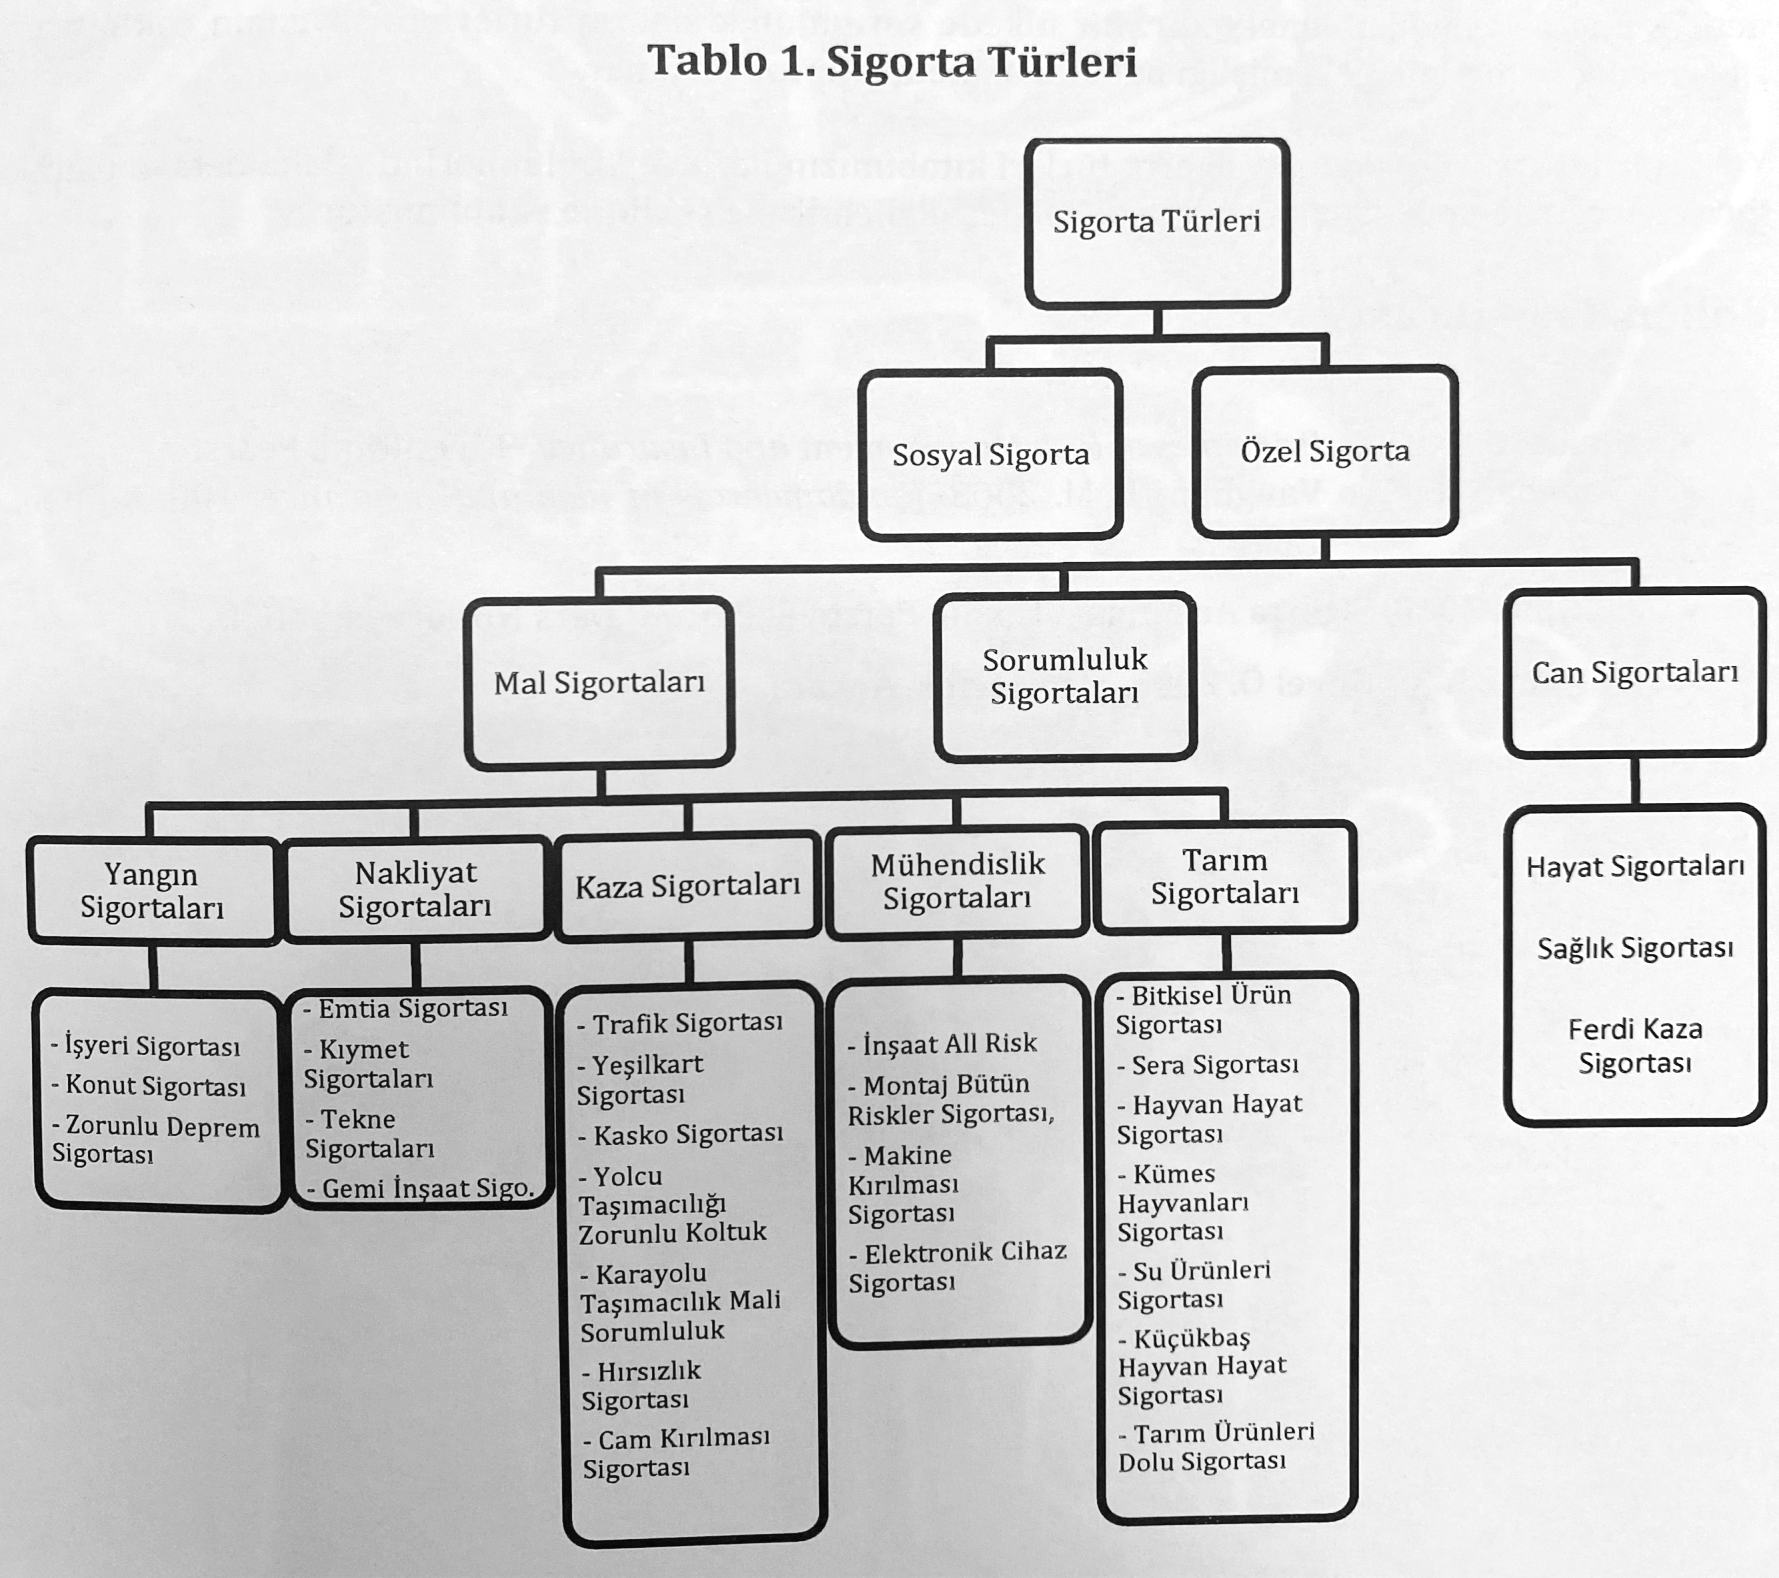 Tablo 1. Sigorta Türleri
Sigorta Türleri
Sosyal Sigorta
Özel Sigorta
Mal Sigortaları
Sorumluluk
Sigortaları
Can Sigortaları
Yangın
Sigortaları
Nakliyat
Sigortaları
Kaza Sigortaları
Mühendislik
Sigortaları
Tarım
Sigortaları
- İşyeri Sigortası
- Konut Sigortası
- Zorunlu Deprem
Sigortası
- Emtia Sigortası
- Kıymet
Sigortaları
- Tekne
Sigortaları
- Gemi İnşaat Sigo.
- Trafik Sigortası
- Yeşilkart
Sigortası
- Kasko Sigortası
- Yolcu
Taşımacılığı
Zorunlu Koltuk
- Karayolu
Taşımacılık Mali
Sorumluluk
- Hırsızlık
Sigortası
- Cam Kırılması
Sigortası
- İnşaat All Risk
- Montaj Bütün
Riskler Sigortası,
- Makine
Kırılması
Sigortası
- Elektronik Cihaz
Sigortası
- Bitkisel Ürün
Sigortası
- Sera Sigortası
- Hayvan Hayat
Sigortası
- Kümes
Hayvanları
Sigortası
- Su Ürünleri
Sigortası
- Küçükbaş
Hayvan Hayat
Sigortası
- Tarım Ürünleri
Dolu Sigortası
Hayat Sigortaları
Sağlık Sigortası
Ferdi Kaza
Sigortası